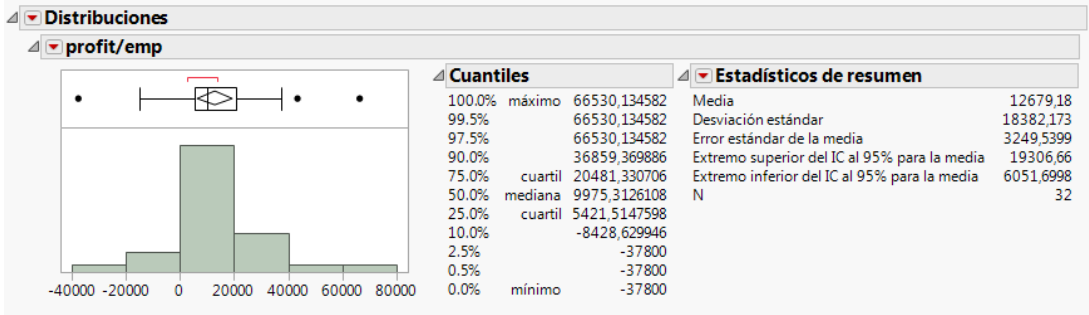 Distribuciones
profit/emp
-40000 -20000 0 20000 40000 60000 80000
Cuantiles
100.0% máximo 66530,134582
99.5% 66530,134582
97.5% 66530,134582
90.0% 36859,369886
75.0% cuartil 20481,330706
50.0% mediana 9975,3126108
25.0% cuartil 5421,5147598
10.0% -8428,629946
2.5% -37800
0.5% -37800
0.0% mínimo -37800
Estadísticos de resumen
Media 12679,18
Desviación estándar 18382,173
Error estándar de la media 3249,5399
Extremo superior del IC al 95% para la media 19306,66
Extremo inferior del IC al 95% para la media 6051,6998
N 32